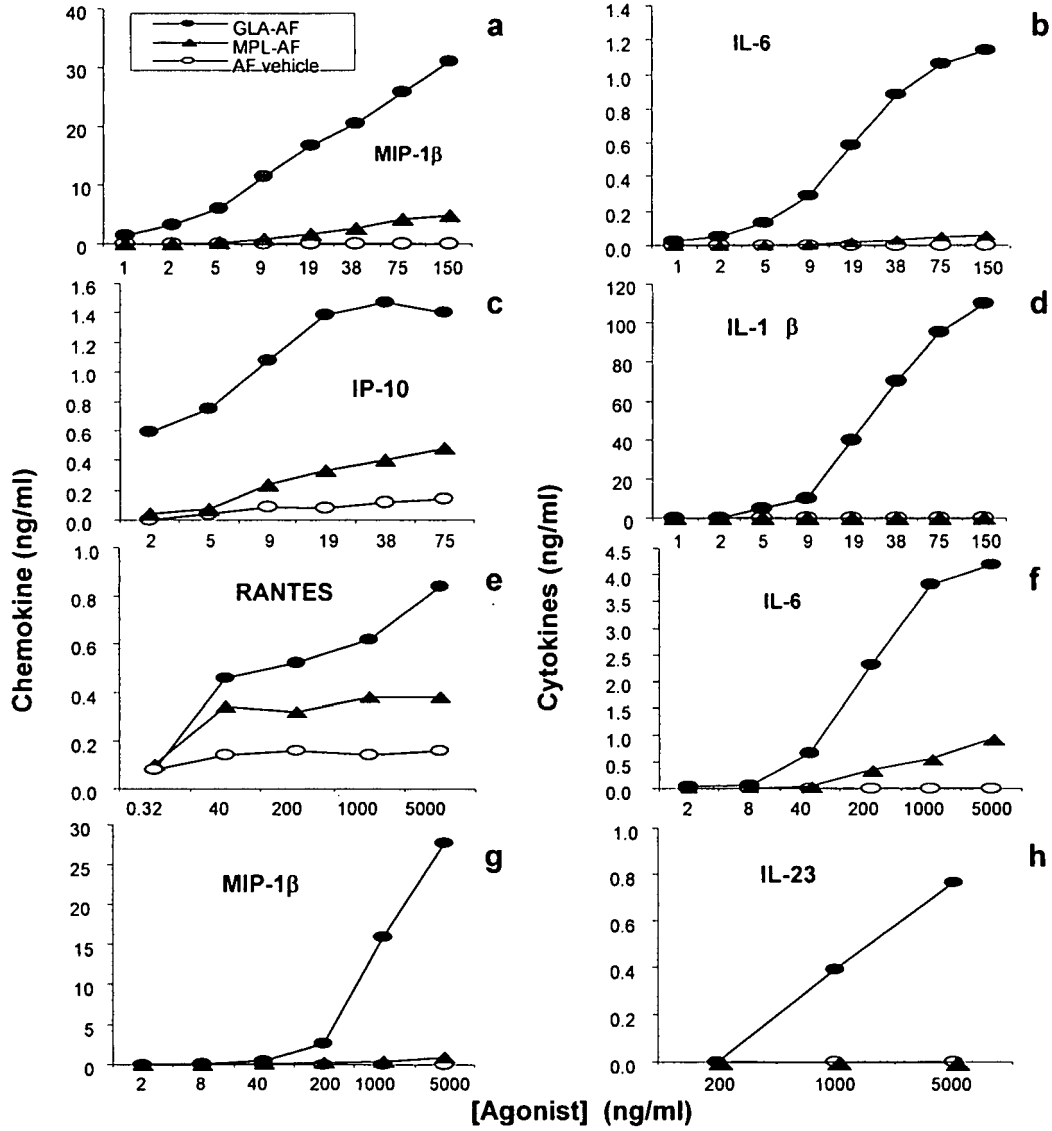 GLA-AF
MPL-AF
AF vehicle
a
MIP-1β
40
30
20
10
0
1 2 5 9 19 38 75 150
b
IL-6
1.4
1.2
1.0
0.8
0.6
0.4
0.2
0.0
1 2 5 9 19 38 75 150
c
IP-10
1.6
1.4
1.2
1.0
0.8
0.6
0.4
0.2
0.0
2 5 9 19 38 75
d
IL-1 β
120
100
80
60
40
20
0
1 2 5 9 19 38 75 150
e
RANTES
1.0
0.8
0.6
0.4
0.2
0.0
0.32 40 200 1000 5000
f
IL-6
4.5
4.0
3.5
3.0
2.5
2.0
1.5
1.0
0.5
0.0
2 8 40 200 1000 5000
g
MIP-1β
30
25
20
15
10
5
0
2 8 40 200 1000 5000
h
IL-23
1.0
0.8
0.6
0.4
0.2
0.0
200 1000 5000
Chemokine (ng/ml)
Cytokines (ng/ml)
[Agonist] (ng/ml)